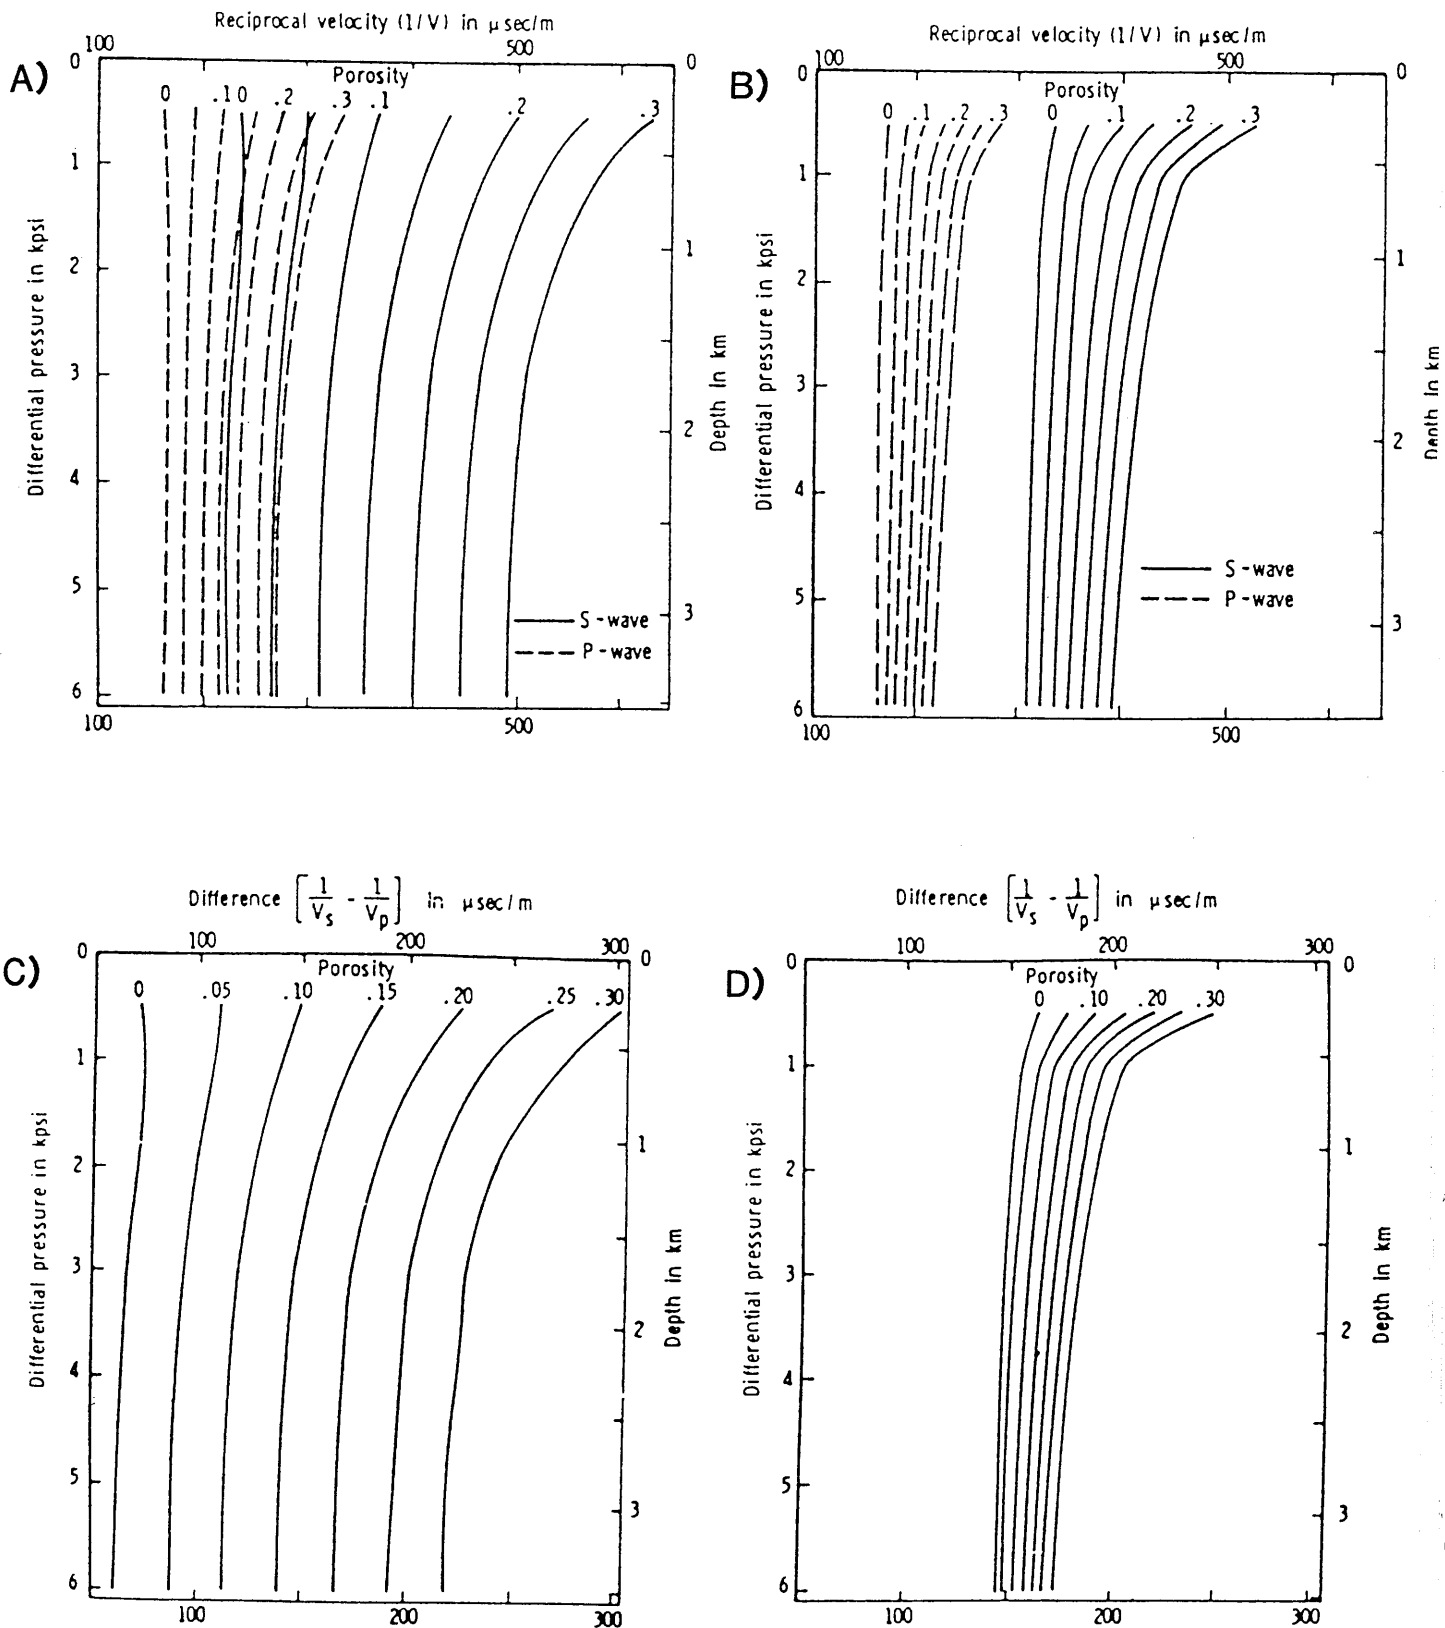 Reciprocal velocity (1/V) in μsec/m
100 500
A)
Porosity
0 .1 0 .2 .3 .1 .2 .3
0
1
2
3
4
5
6
Differential pressure in kpsi
0
1
2
3
Depth in km
S-wave
P-wave
100 500
Reciprocal velocity (1/V) in μsec/m
100 500
B)
Porosity
0 .1 .2 .3 0 .1 .2 .3
0
1
2
3
4
5
6
Differential pressure in kpsi
0
1
2
3
Depth in km
S-wave
P-wave
100 500
Difference [1/Vs - 1/Vp] in μsec/m
100 200 300
C)
Porosity
0 .05 .10 .15 .20 .25 .30
0
1
2
3
4
5
6
Differential pressure in kpsi
0
1
2
3
Depth in km
100 200 300
Difference [1/Vs - 1/Vp] in μsec/m
100 200 300
D)
Porosity
0 .10 .20 .30
0
1
2
3
4
5
6
Differential pressure in kpsi
0
1
2
3
Depth in km
100 200 300